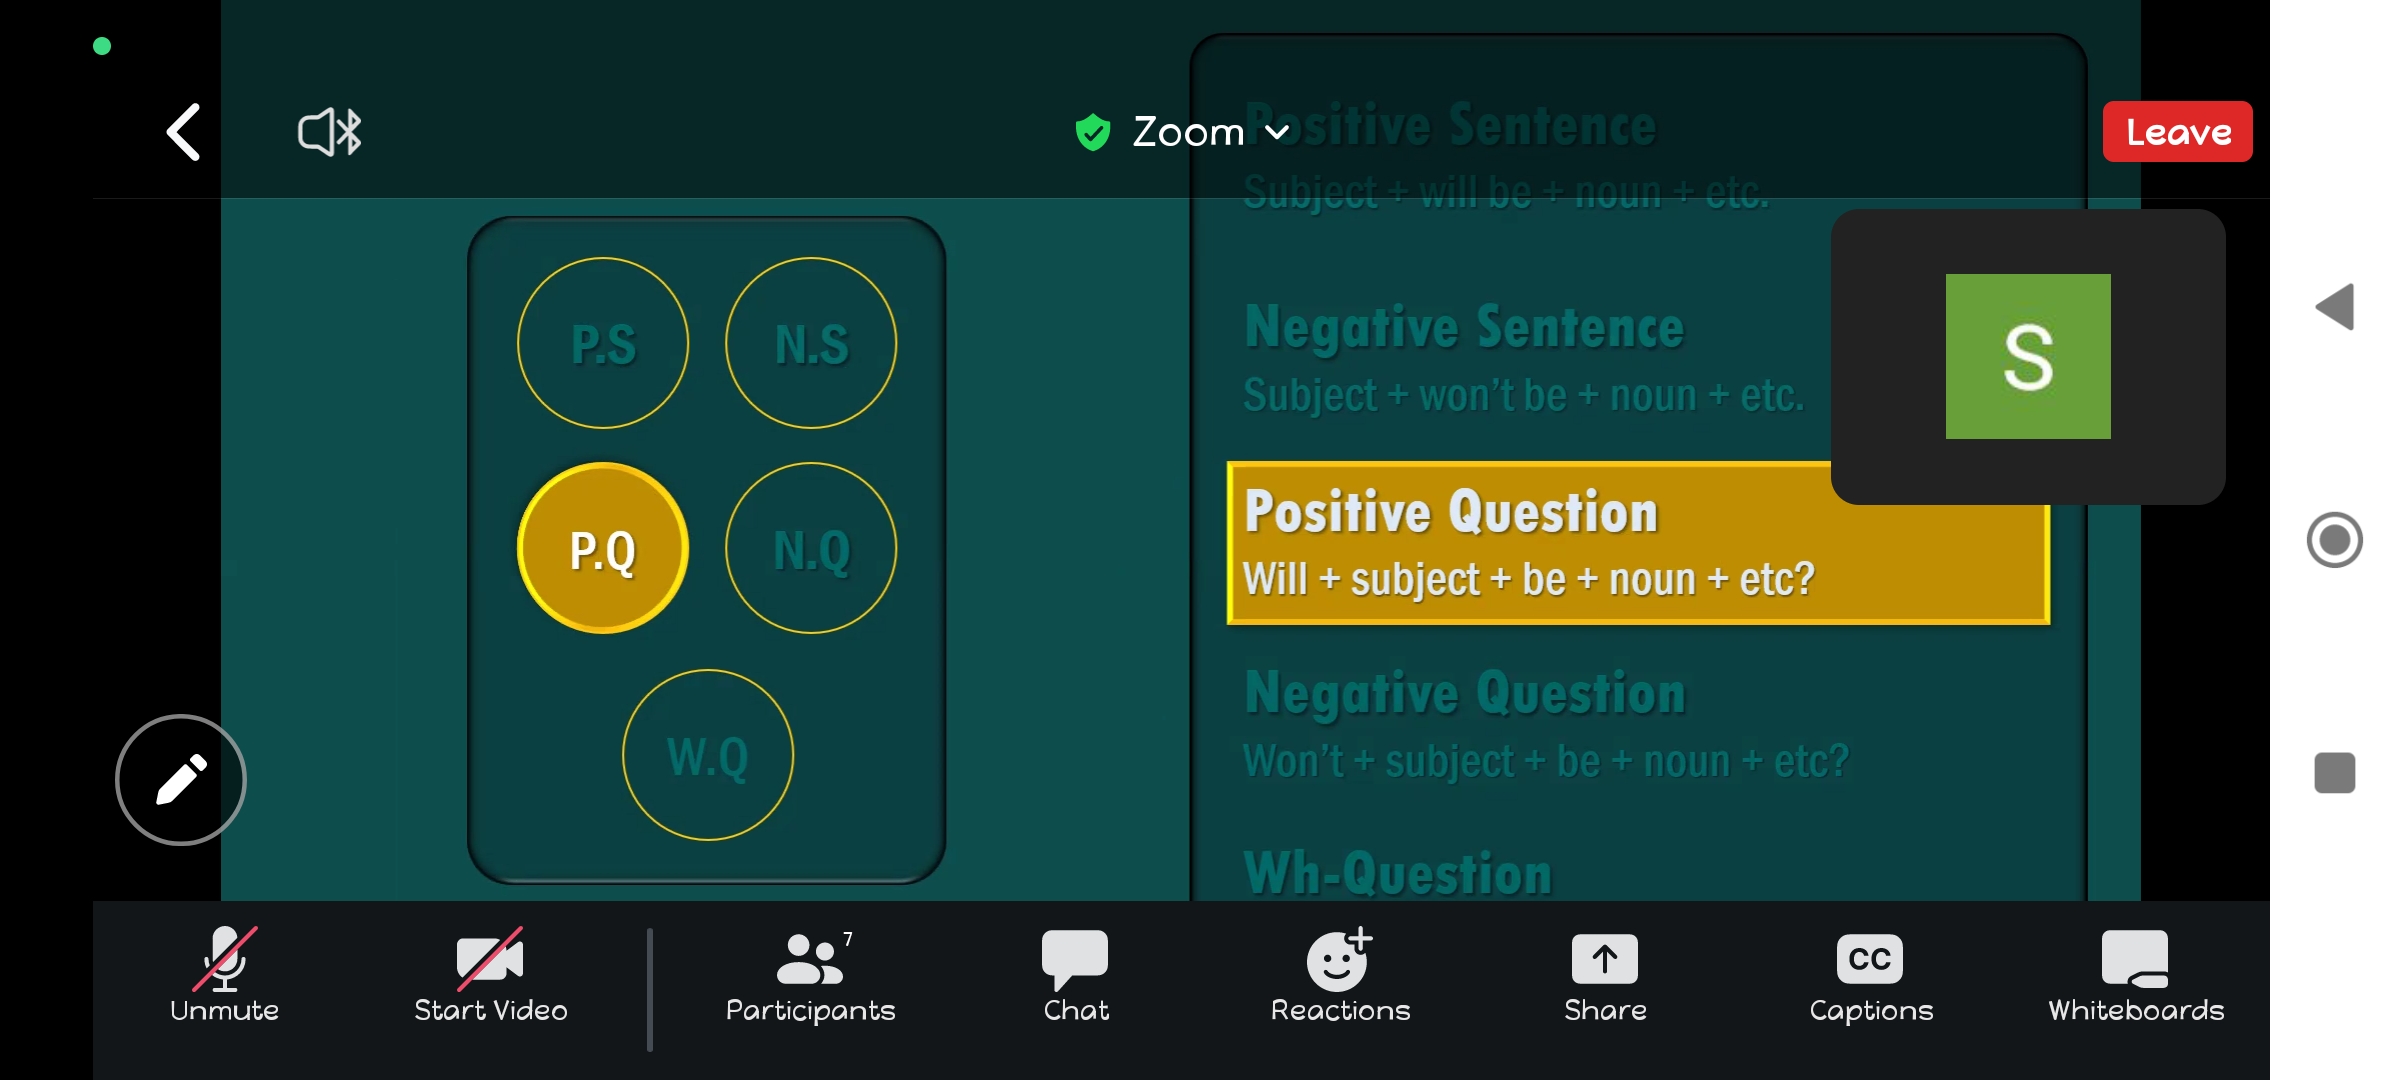 Zoom
Leave
Positive Sentence
Subject + will be + noun + etc.
P.S
N.S
P.Q
N.Q
W.Q
Negative Sentence
Subject + won't be + noun + etc.
S
Positive Question
Will + subject + be + noun + etc?
Negative Question
Won't + subject + be + noun + etc?
Wh-Question
7
CC
Unmute
Start Video
Participants
Chat
Reactions
Share
Captions
Whiteboards